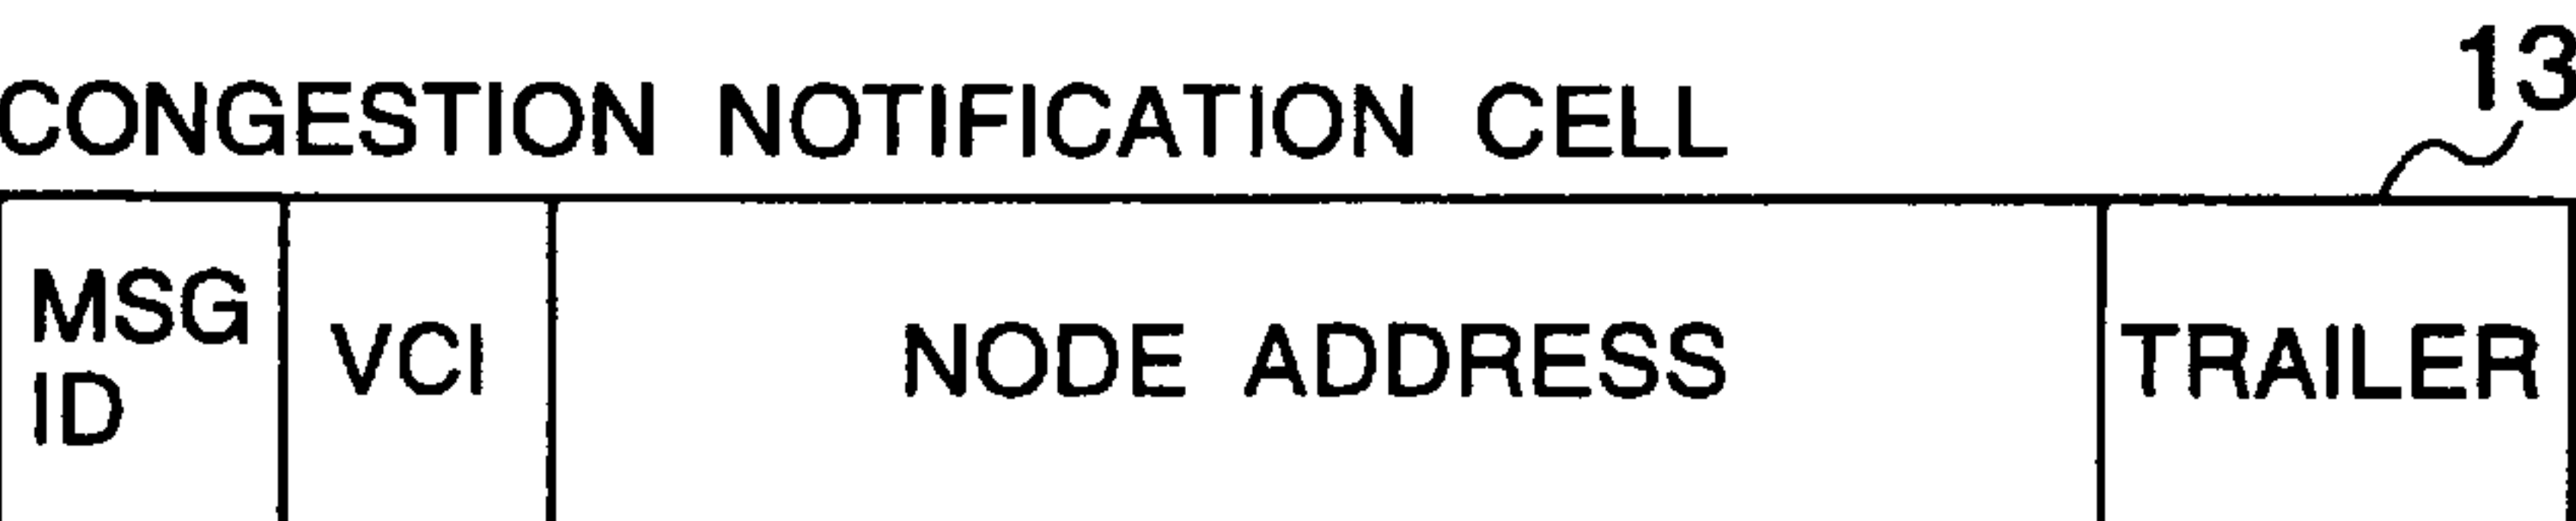 13
CONGESTION NOTIFICATION CELL
MSG
ID
VCI
NODE ADDRESS
TRAILER